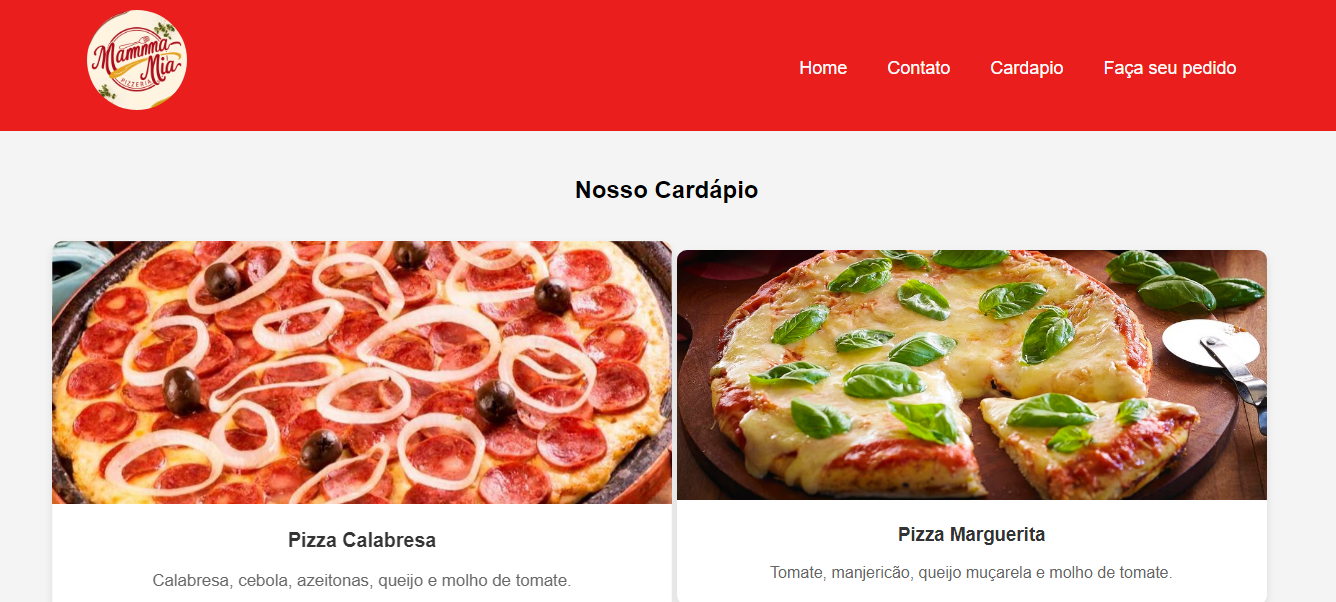 Mamma
Mia
PIZZERIA
Home Contato Cardapio Faça seu pedido
Nosso Cardápio
Pizza Calabresa
Calabresa, cebola, azeitonas, queijo e molho de tomate.
Pizza Marguerita
Tomate, manjericão, queijo muçarela e molho de tomate.